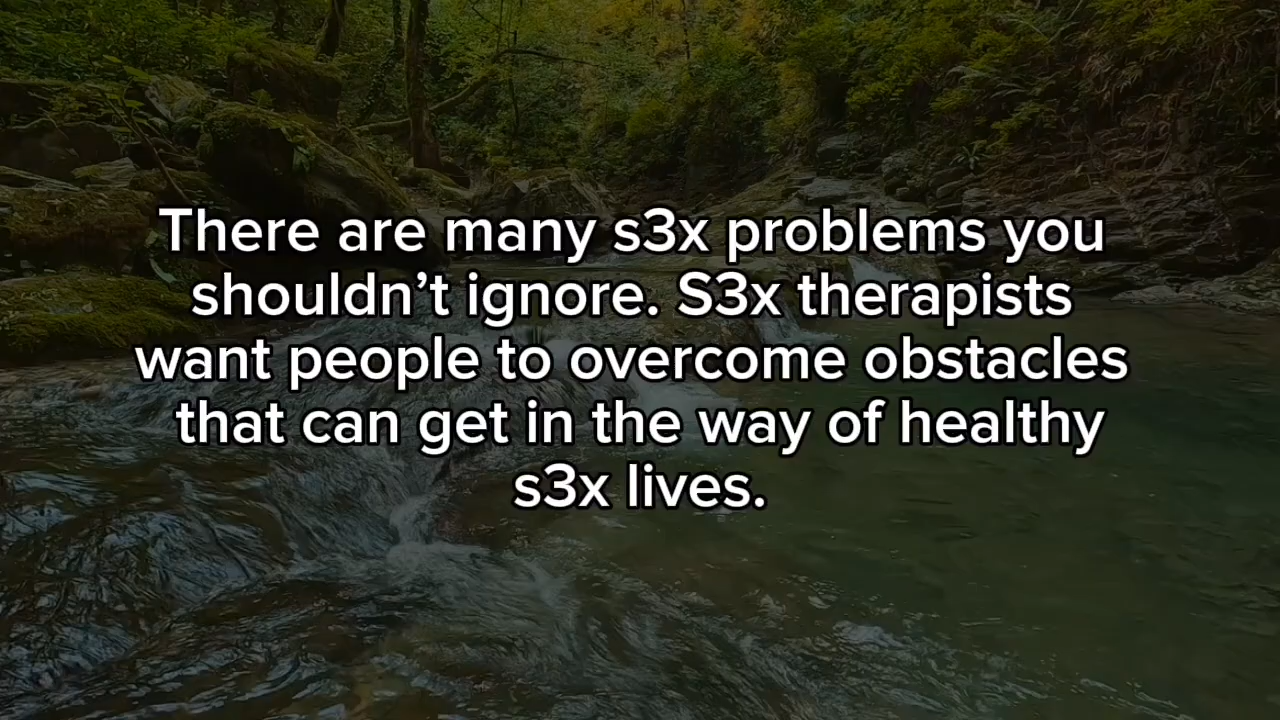 There are many s3x problems you
shouldn’t ignore. S3x therapists
want people to overcome obstacles
that can get in the way of healthy
s3x lives.